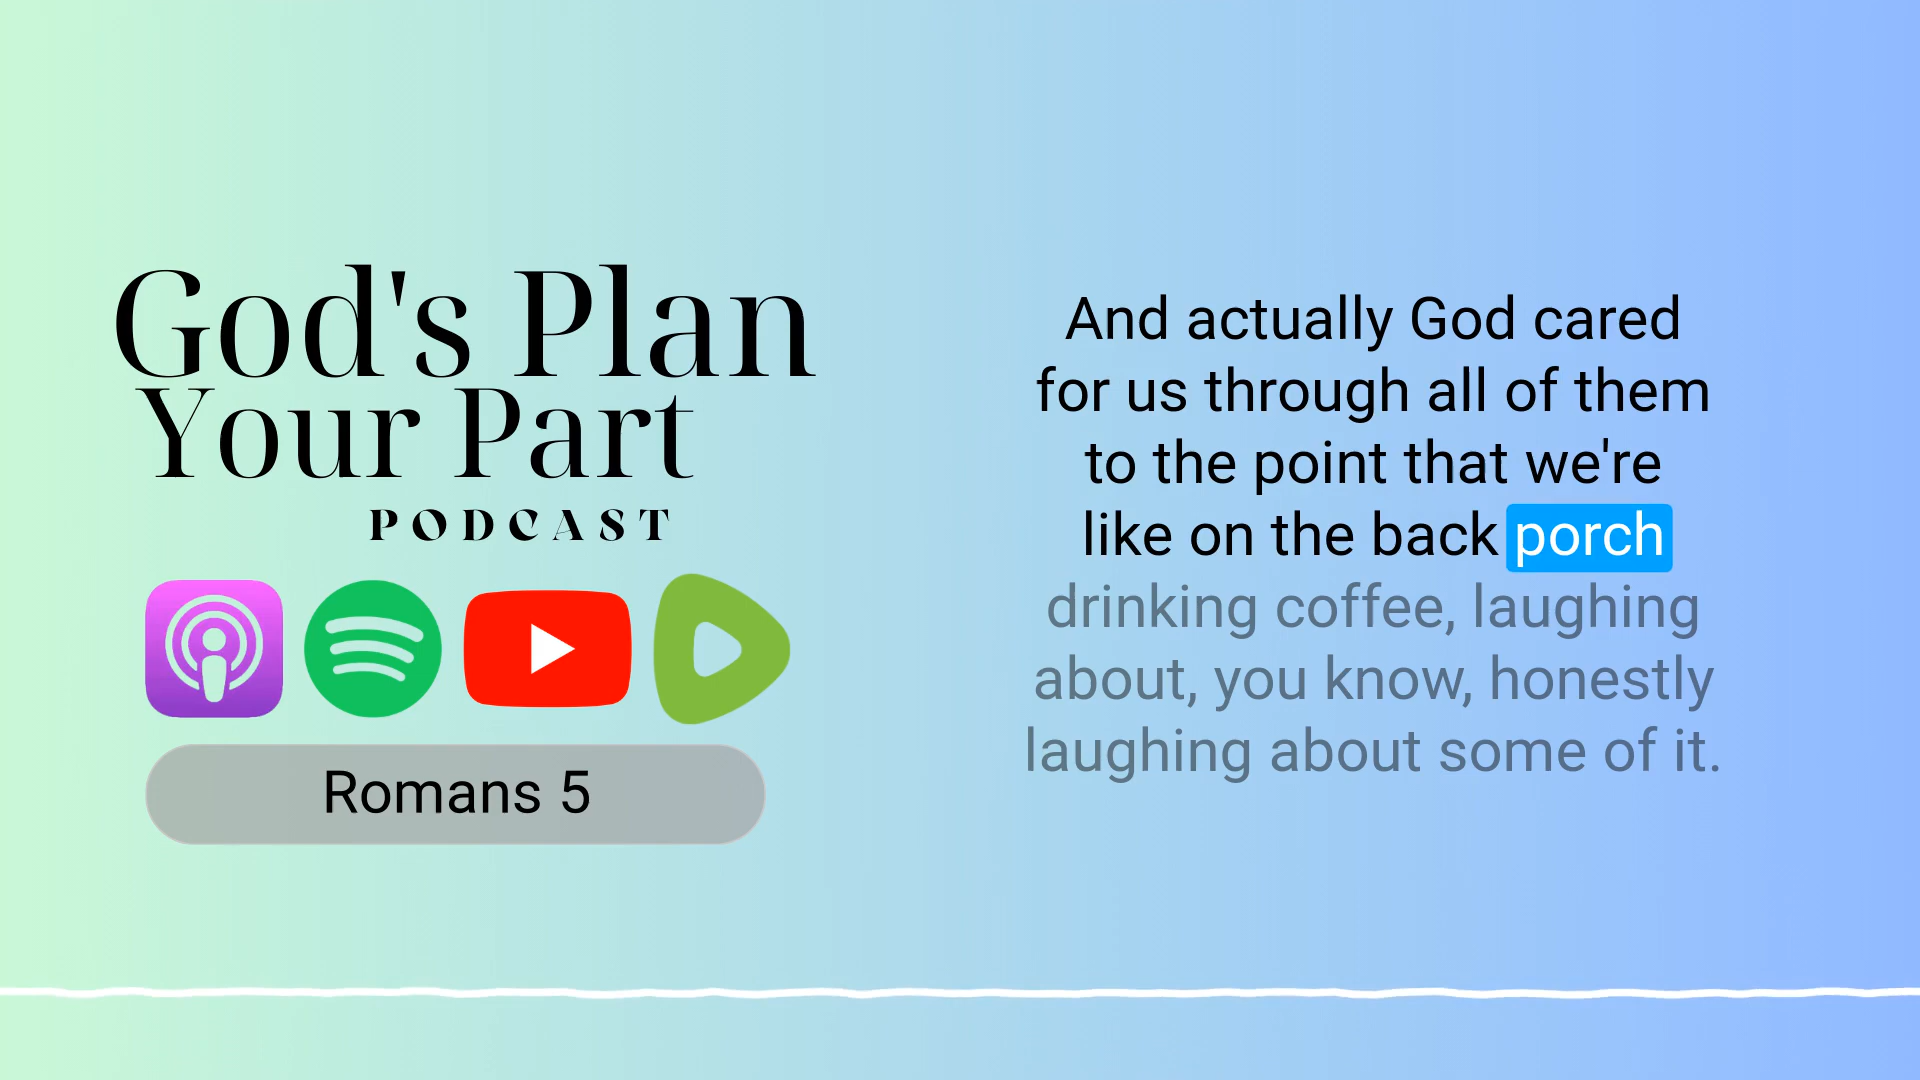 God's Plan
Your Part
PODCAST
Romans 5
And actually God cared
for us through all of them
to the point that we're
like on the back porch
drinking coffee, laughing
about, you know, honestly
laughing about some of it.